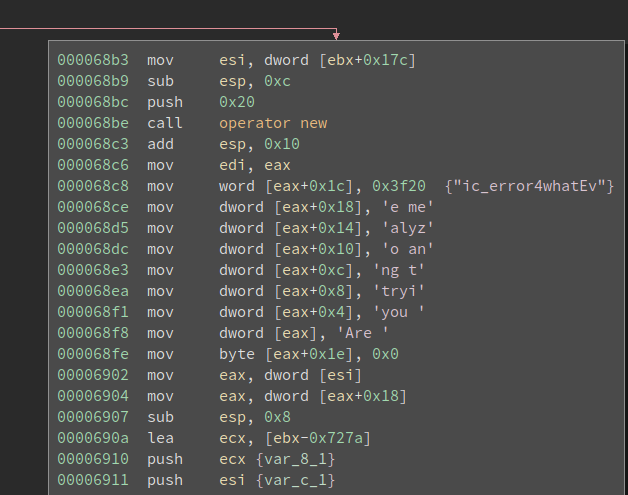 000068b3 mov esi, dword [ebx+0x17c]
000068b9 sub esp, 0xc
000068bc push 0x20
000068be call operator new
000068c3 add esp, 0x10
000068c6 mov edi, eax
000068c8 mov word [eax+0x1c], 0x3f20 {"ic_error4whatEv"}
000068ce mov dword [eax+0x18], 'e me'
000068d5 mov dword [eax+0x14], 'alyz'
000068dc mov dword [eax+0x10], 'o an'
000068e3 mov dword [eax+0xc], 'ng t'
000068ea mov dword [eax+0x8], 'tryi'
000068f1 mov dword [eax+0x4], 'you '
000068f8 mov dword [eax], 'Are '
000068fe mov byte [eax+0x1e], 0x0
00006902 mov eax, dword [esi]
00006904 mov eax, dword [eax+0x18]
00006907 sub esp, 0x8
0000690a lea ecx, [ebx-0x727a]
00006910 push ecx {var_8_1}
00006911 push esi {var_c_1}